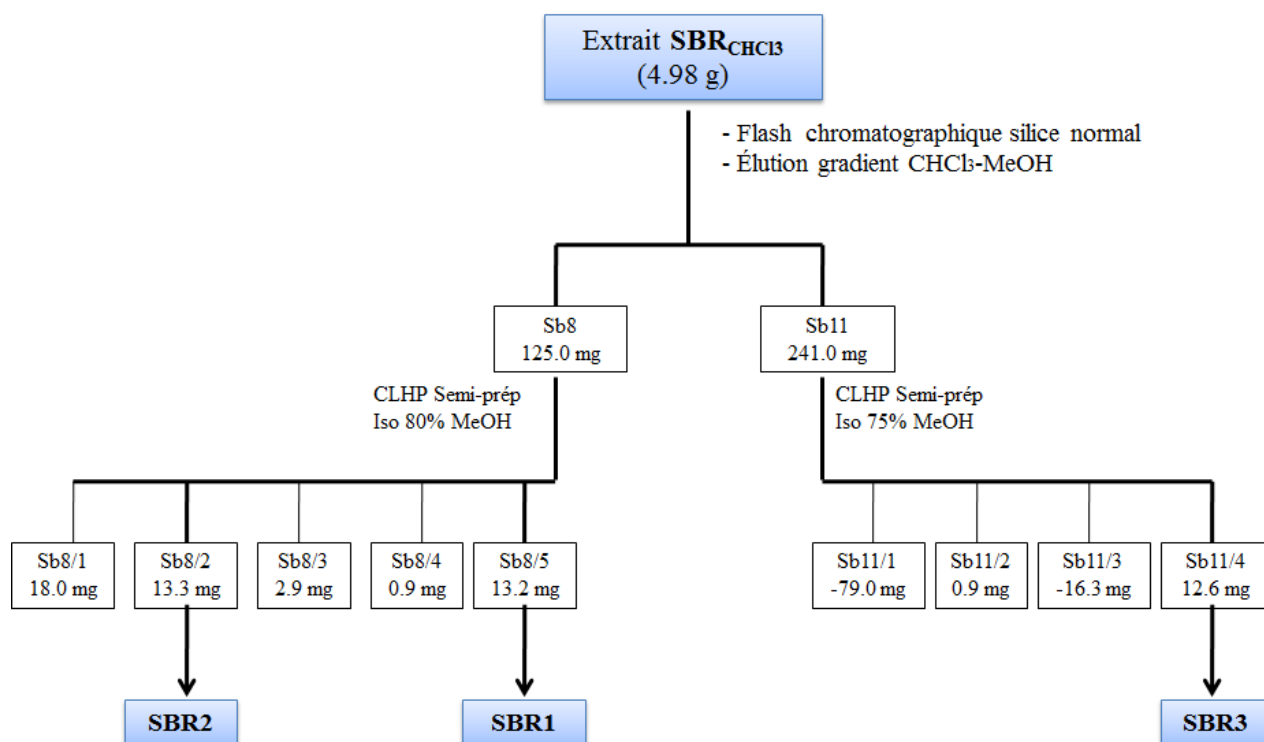 Extrait SBRCHCl3
(4.98 g)
- Flash chromatographique silice normal
- Élution gradient CHCl3-MeOH
Sb8
125.0 mg
Sb11
241.0 mg
CLHP Semi-prép
Iso 80% MeOH
CLHP Semi-prép
Iso 75% MeOH
Sb8/1
18.0 mg
Sb8/2
13.3 mg
Sb8/3
2.9 mg
Sb8/4
0.9 mg
Sb8/5
13.2 mg
Sb11/1
-79.0 mg
Sb11/2
0.9 mg
Sb11/3
-16.3 mg
Sb11/4
12.6 mg
SBR2
SBR1
SBR3